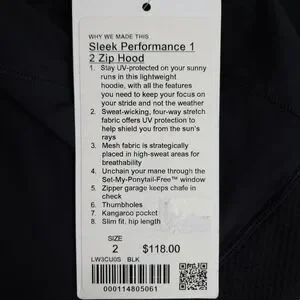 WHY WE MADE THIS
Sleek Performance 1
2 Zip Hood
1. Stay UV-protected on your sunny
runs in this lightweight
hoodie, with all the features
you need to keep your focus on
your stride and not the weather
2. Sweat-wicking, four-way stretch
fabric offers UV protection to
help shield you from the sun's
rays
3. Mesh fabric is strategically
placed in high-sweat areas for
breathability
4. Unchain your mane through the
Set-My-Ponytail-Free™ window
5. Zipper garage keeps chafe in
check
6. Thumbholes
7. Kangaroo pocket
8. Slim fit, hip length
SIZE
2 $118.00
LW3CU0S BLK
000114805061